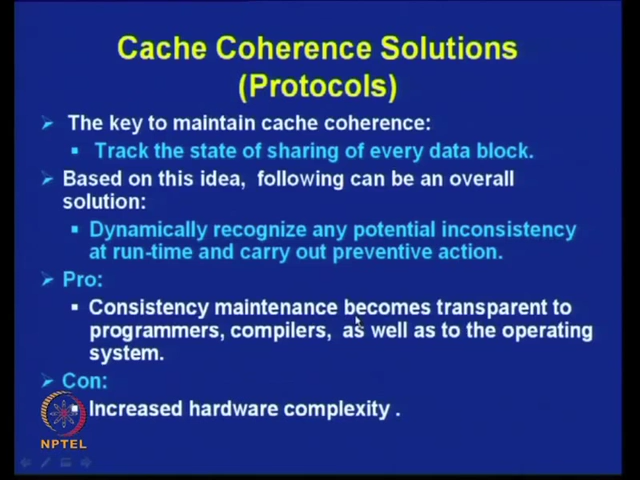 Cache Coherence Solutions
(Protocols)
The key to maintain cache coherence:
Track the state of sharing of every data block.
Based on this idea, following can be an overall
solution:
Dynamically recognize any potential inconsistency
at run-time and carry out preventive action.
Pro:
Consistency maintenance becomes transparent to
programmers, compilers, as well as to the operating
system.
Con:
Increased hardware complexity .
NPTEL